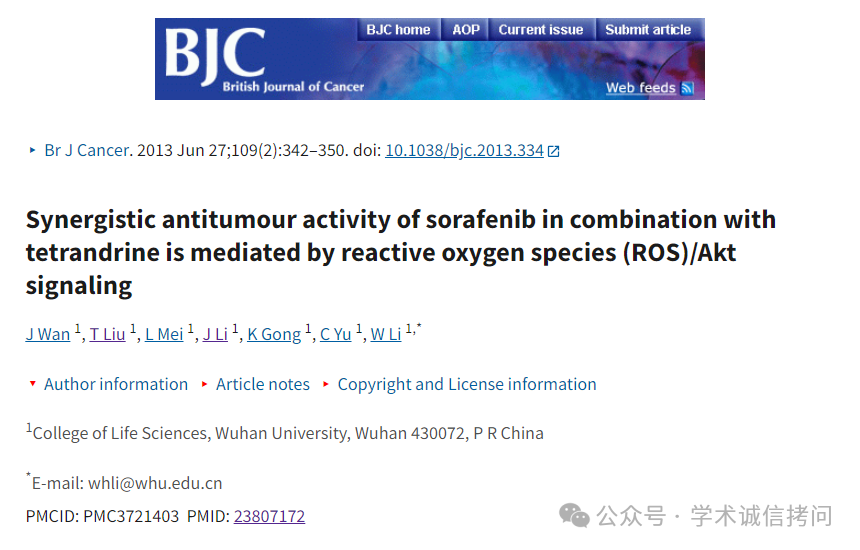 BJC home AOP Current issue Submit article
BJC
British Journal of Cancer
Web feeds
Br J Cancer. 2013 Jun 27;109(2):342–350. doi: 10.1038/bjc.2013.334
Synergistic antitumour activity of sorafenib in combination with
tetrandrine is mediated by reactive oxygen species (ROS)/Akt
signaling
J Wan 1, T Liu 1, L Mei 1, J Li 1, K Gong 1, C Yu 1, W Li 1,*
Author information Article notes Copyright and License information
1College of Life Sciences, Wuhan University, Wuhan 430072, P R China
*E-mail: whli@whu.edu.cn
PMCID: PMC3721403 PMID: 23807172
公众号 · 学术诚信拷问